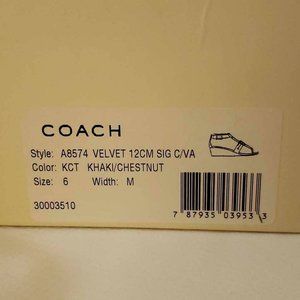 COACH
Style: A8574 VELVET 12CM SIG C/VA
Color: KCT KHAKI/CHESTNUT
Size: 6 Width: M
30003510
7 87935 03953 3